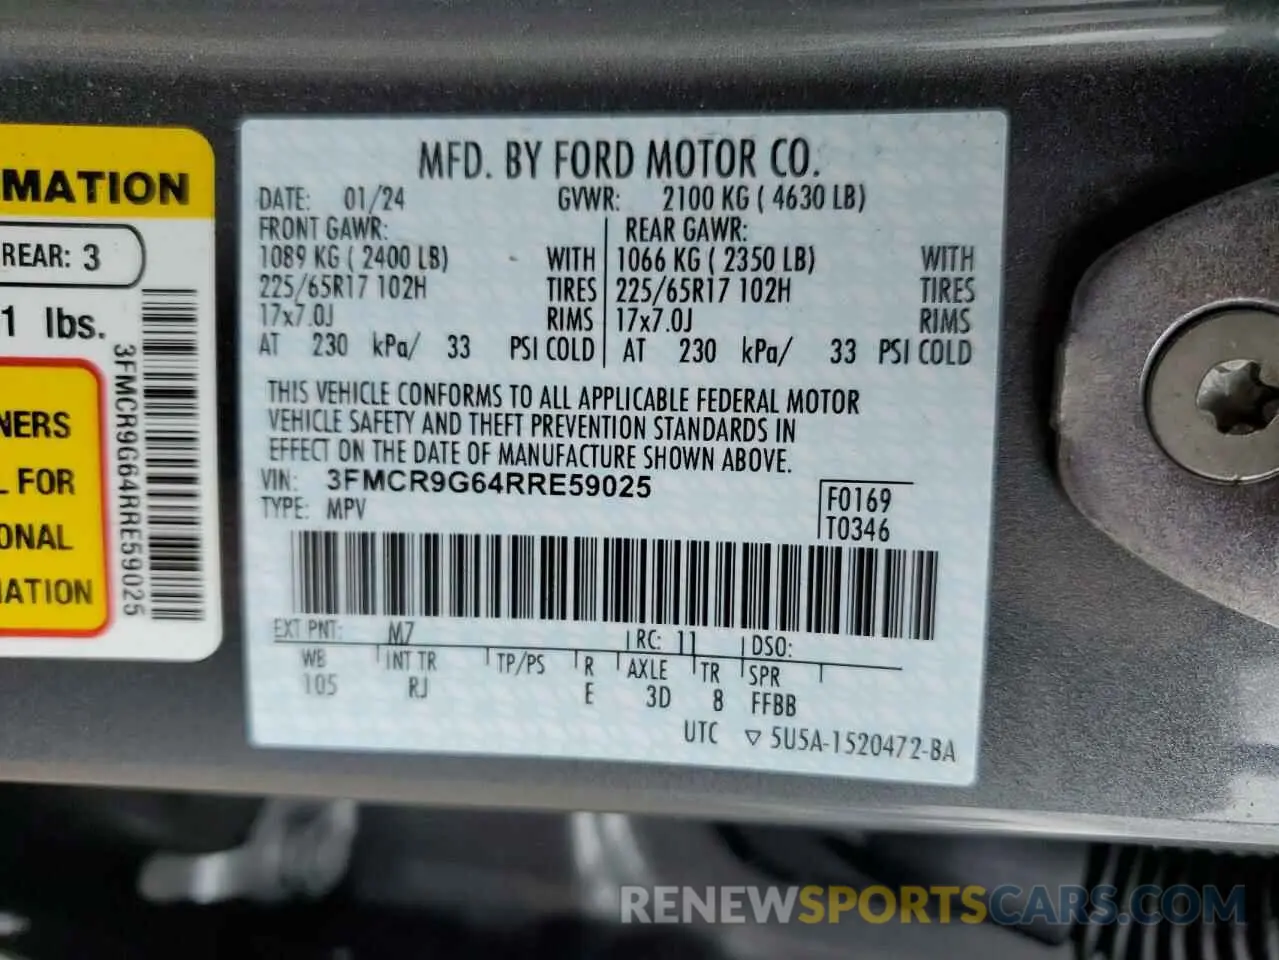 MATION
REAR: 3
1 lbs.
NERS
L FOR
ONAL
MATION
3FMCR9G64RRE59025
MFD. BY FORD MOTOR CO.
DATE: 01/24 GVWR: 2100 KG ( 4630 LB)
FRONT GAWR: REAR GAWR:
1089 KG ( 2400 LB) WITH 1066 KG ( 2350 LB) WITH
225/65R17 102H TIRES 225/65R17 102H TIRES
17x7.0J RIMS 17x7.0J RIMS
AT 230 kPa/ 33 PSI COLD AT 230 kPa/ 33 PSI COLD
THIS VEHICLE CONFORMS TO ALL APPLICABLE FEDERAL MOTOR
VEHICLE SAFETY AND THEFT PREVENTION STANDARDS IN
EFFECT ON THE DATE OF MANUFACTURE SHOWN ABOVE.
VIN: 3FMCR9G64RRE59025
TYPE: MPV
F0169
T0346
EXT PNT: M7 RC: 11 DSO:
WB INT TR TP/PS R AXLE TR SPR
105 RJ E 3D 8 FFBB
UTC ▽ 5U5A-1520472-BA
RENEWSPORTSCARS.COM